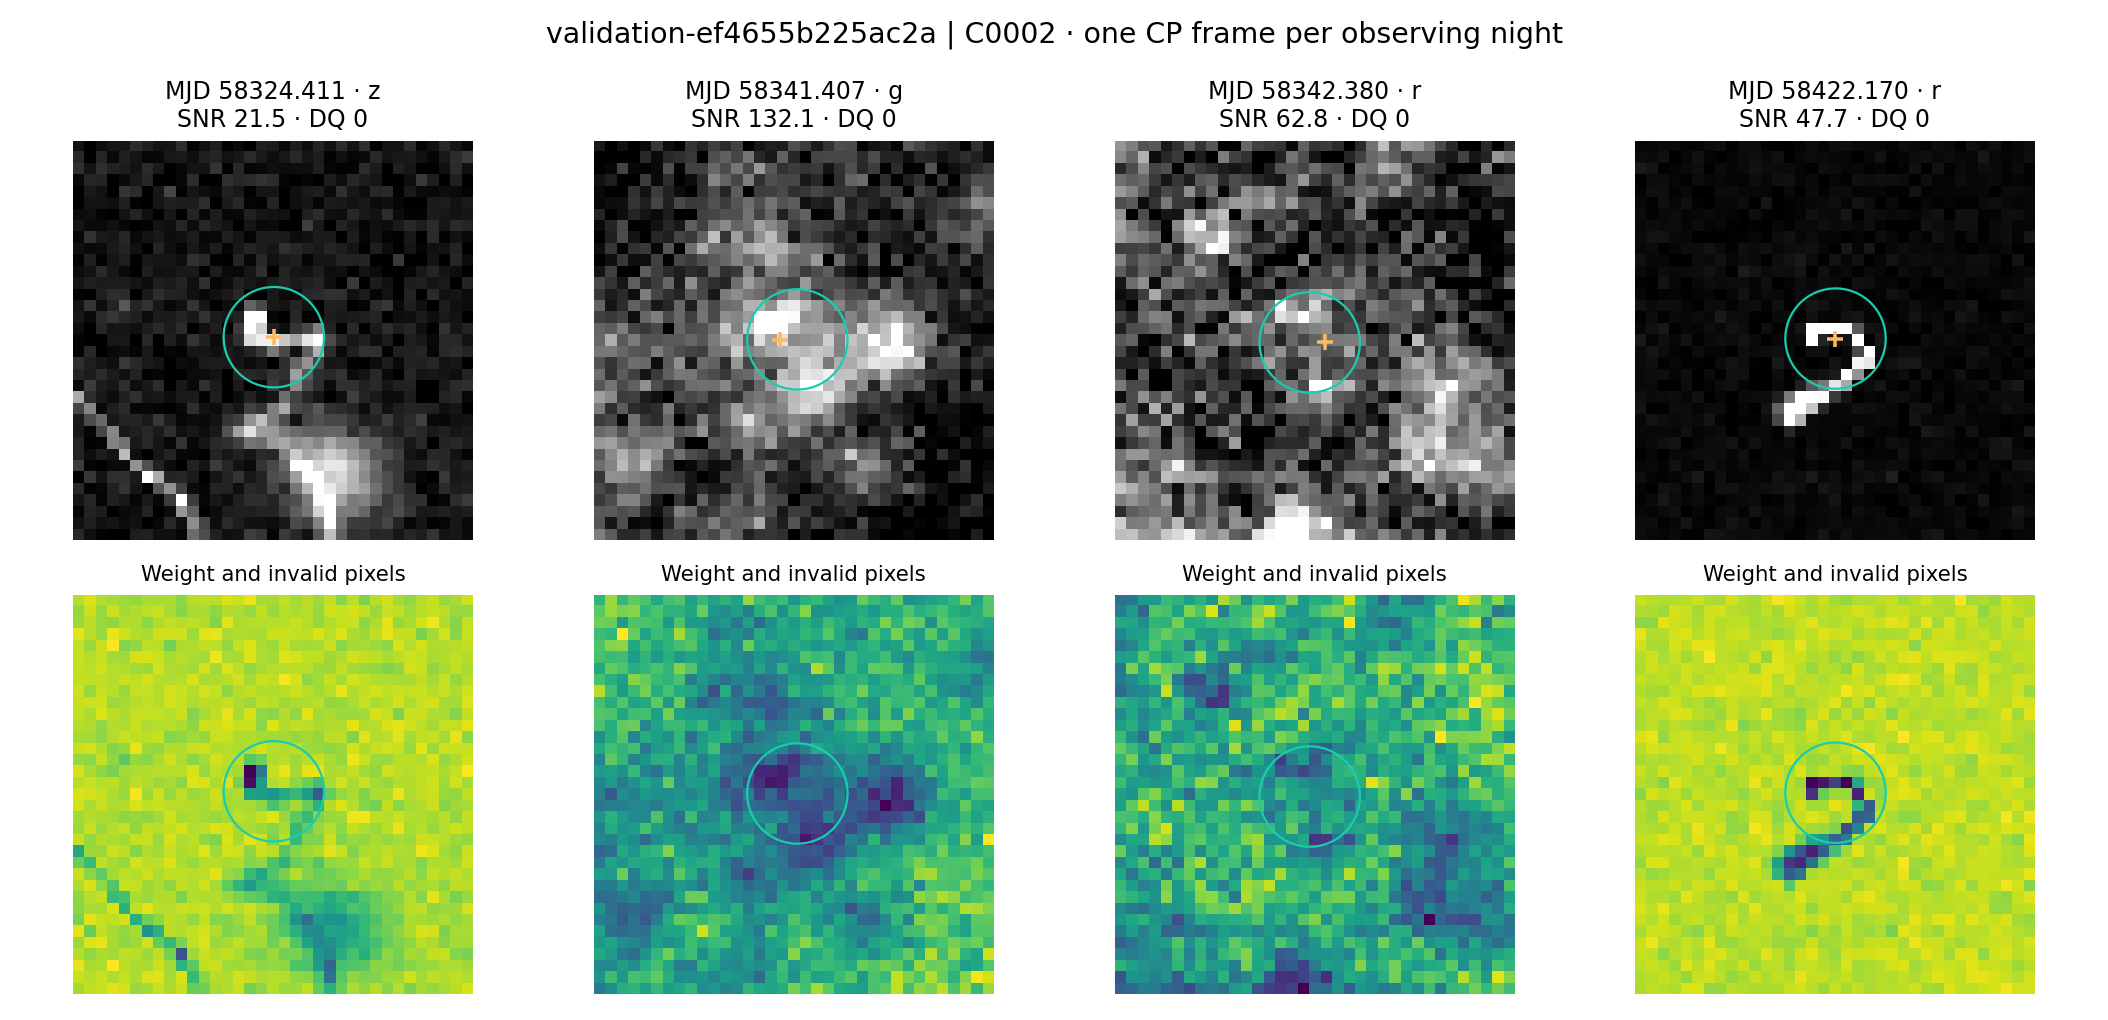 validation-ef4655b225ac2a | C0002 · one CP frame per observing night
MJD 58324.411 · z
SNR 21.5 · DQ 0
MJD 58341.407 · g
SNR 132.1 · DQ 0
MJD 58342.380 · r
SNR 62.8 · DQ 0
MJD 58422.170 · r
SNR 47.7 · DQ 0
Weight and invalid pixels
Weight and invalid pixels
Weight and invalid pixels
Weight and invalid pixels